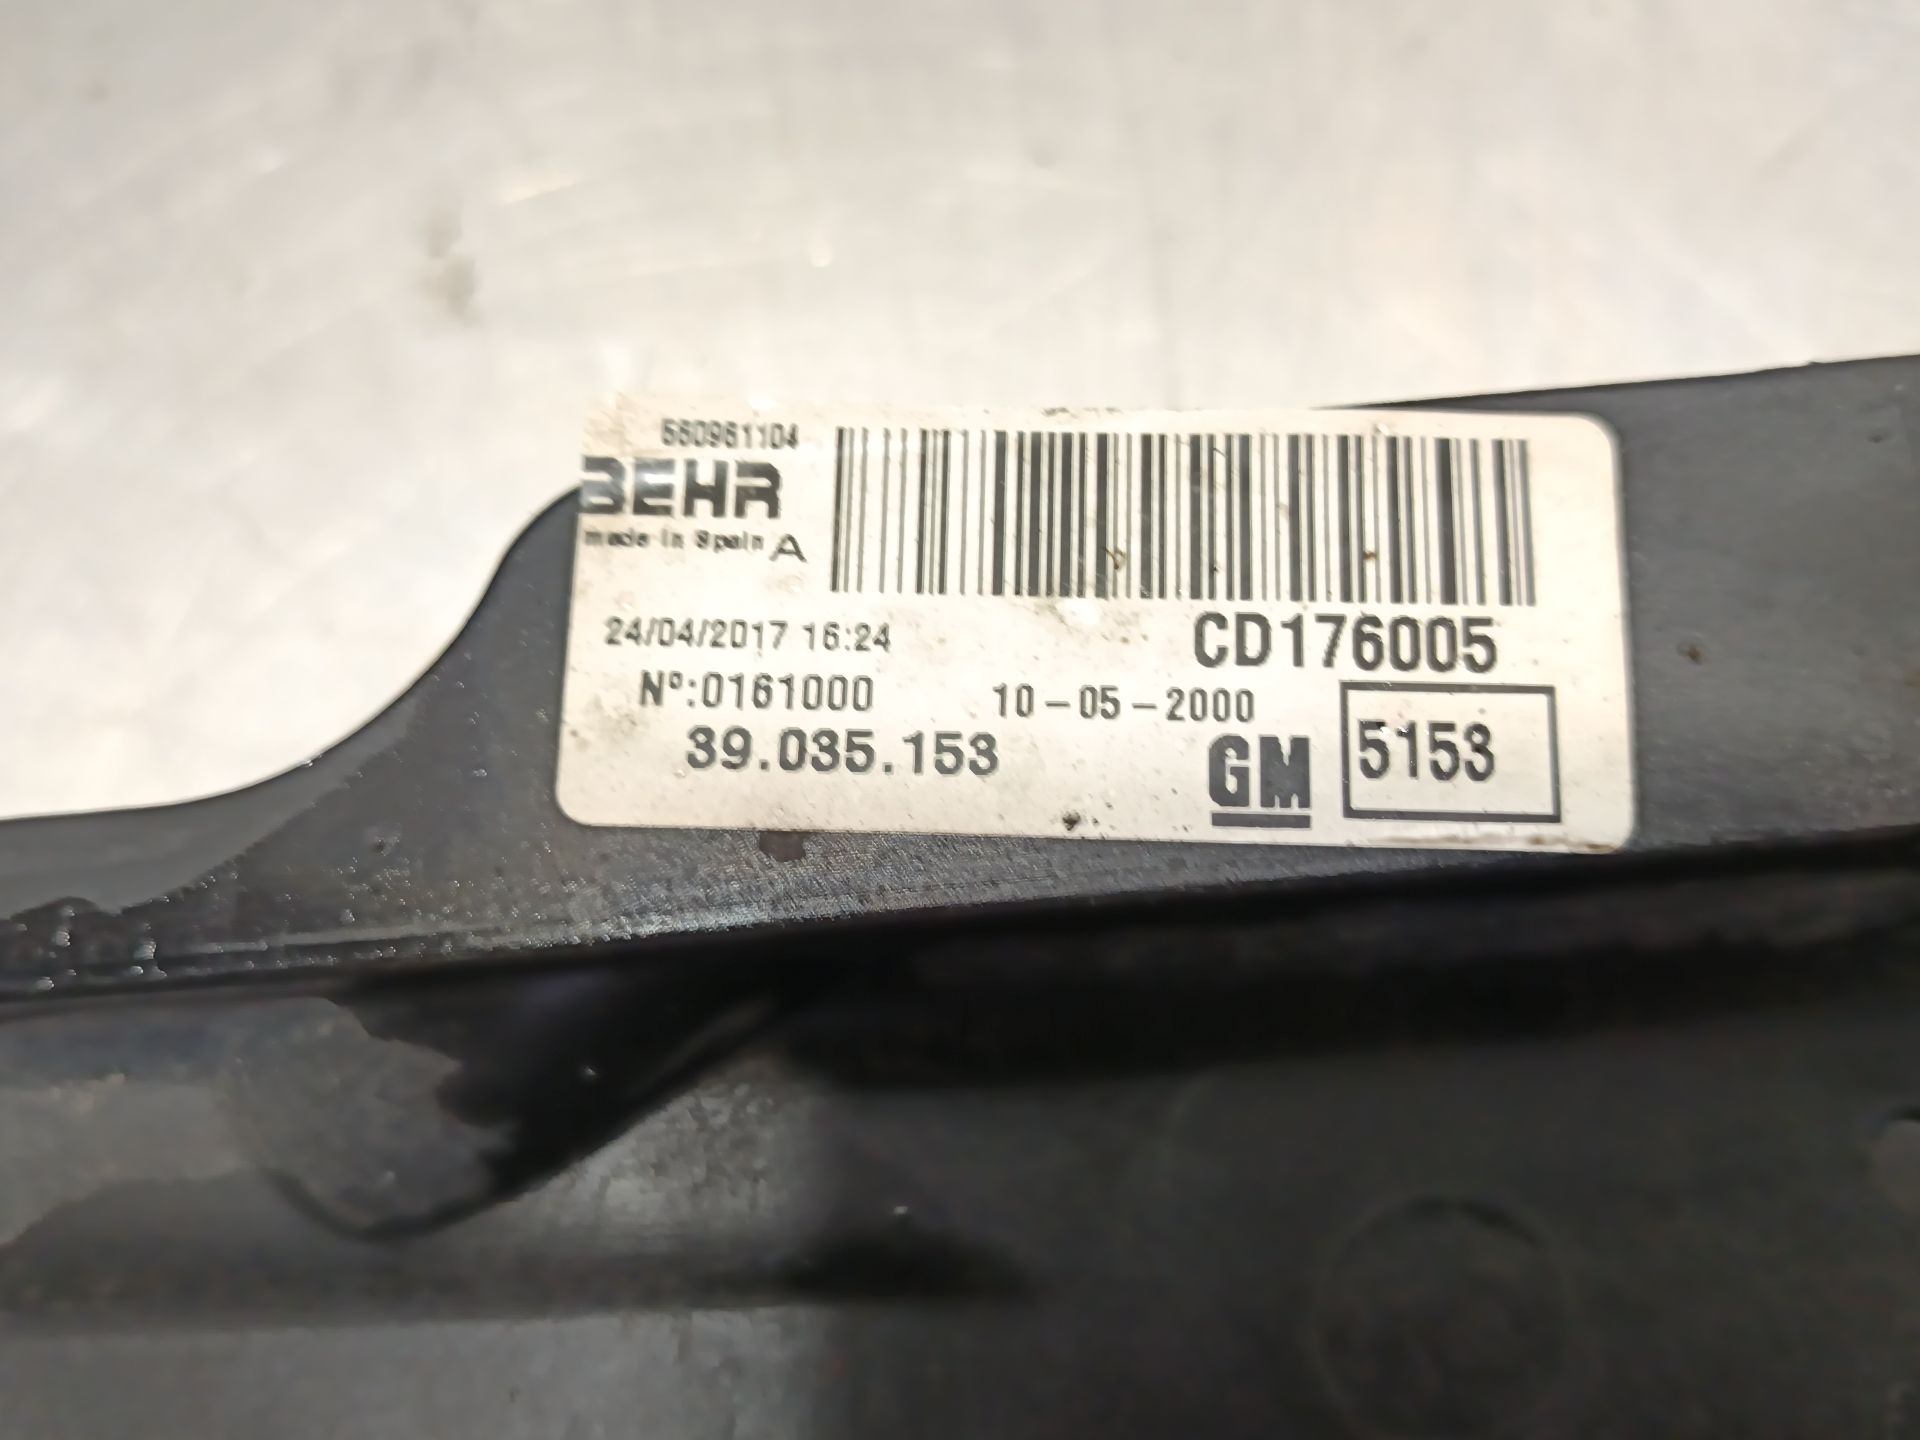 560961104
BEHR
made in Spain A
CD176005
24/04/2017 16:24
Nº:0161000 10-05-2000
39.035.153 GM 5153